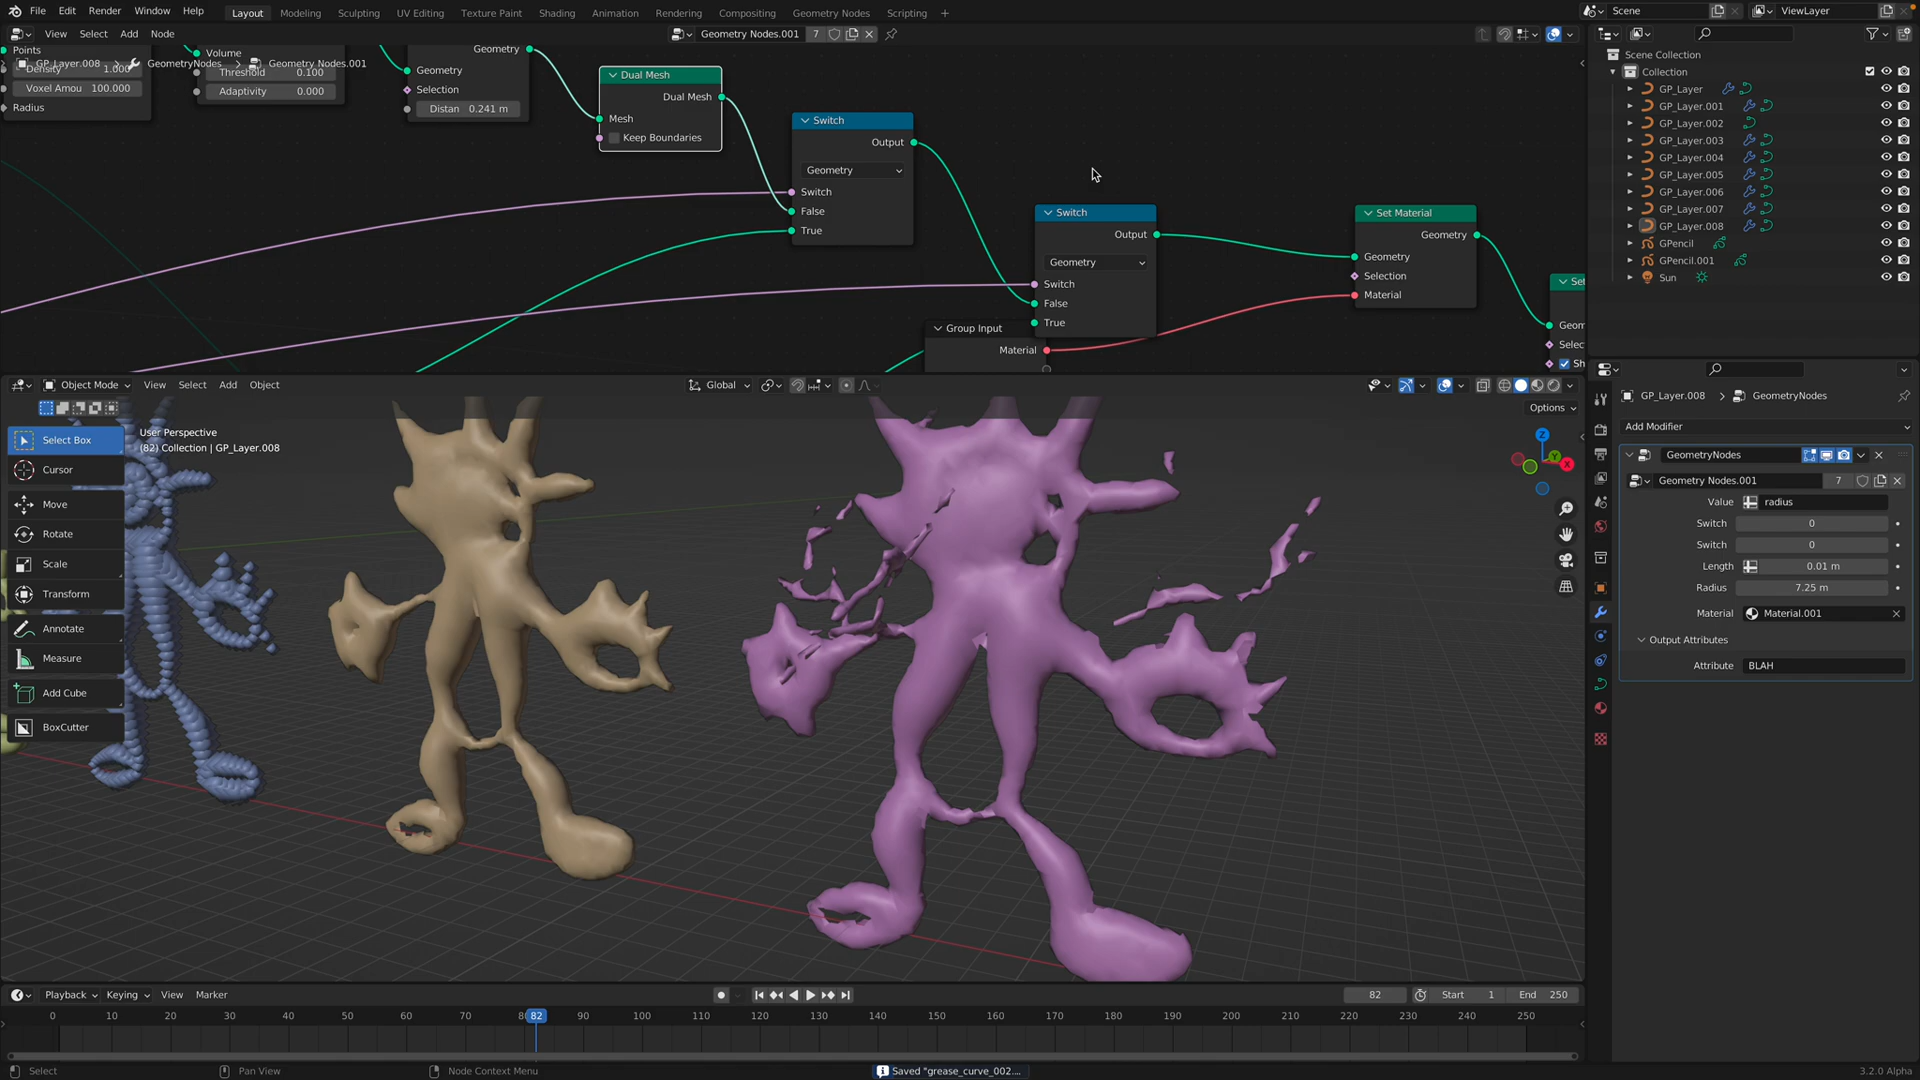 File Edit Render Window Help Layout Modeling Sculpting UV Editing Texture Paint Shading Animation Rendering Compositing Geometry Nodes Scripting + Scene ViewLayer
View Select Add Node Geometry Nodes.001 7
GP_Layer.008 > GeometryNodes > Geometry Nodes.001
Points
Density 1.000
Voxel Amou 100.000
Radius
Volume
Threshold 0.100
Adaptivity 0.000
Geometry
Geometry
Selection
Distan 0.241 m
Dual Mesh
Dual Mesh
Mesh
Keep Boundaries
Switch
Output
Geometry
Switch
False
True
Switch
Output
Geometry
Switch
False
True
Group Input
Material
Set Material
Geometry
Geometry
Selection
Material
Set
Geom
Selec
Sh
Scene Collection
Collection
GP_Layer
GP_Layer.001
GP_Layer.002
GP_Layer.003
GP_Layer.004
GP_Layer.005
GP_Layer.006
GP_Layer.007
GP_Layer.008
GPencil
GPencil.001
Sun
Object Mode View Select Add Object Global
Options
User Perspective
(82) Collection | GP_Layer.008
Select Box
Cursor
Move
Rotate
Scale
Transform
Annotate
Measure
Add Cube
BoxCutter
Z
Y
X
GP_Layer.008 > GeometryNodes
Add Modifier
GeometryNodes
Geometry Nodes.001 7
Value radius
Switch 0
Switch 0
Length 0.01 m
Radius 7.25 m
Material Material.001
Output Attributes
Attribute BLAH
Playback Keying View Marker 82 Start 1 End 250
0 10 20 30 40 50 60 70 82 90 100 110 120 130 140 150 160 170 180 190 200 210 220 230 240 250
Select Pan View Node Context Menu Saved "grease_curve_002.... 3.2.0 Alpha